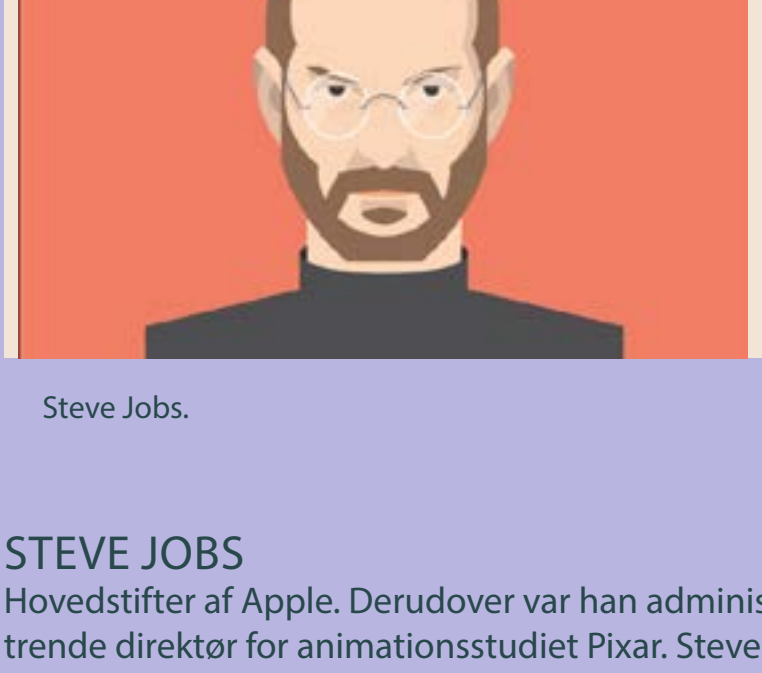 Steve Jobs.
STEVE JOBS
Hovedstifter af Apple. Derudover var han adminis
trende direktør for animationsstudiet Pixar. Steve